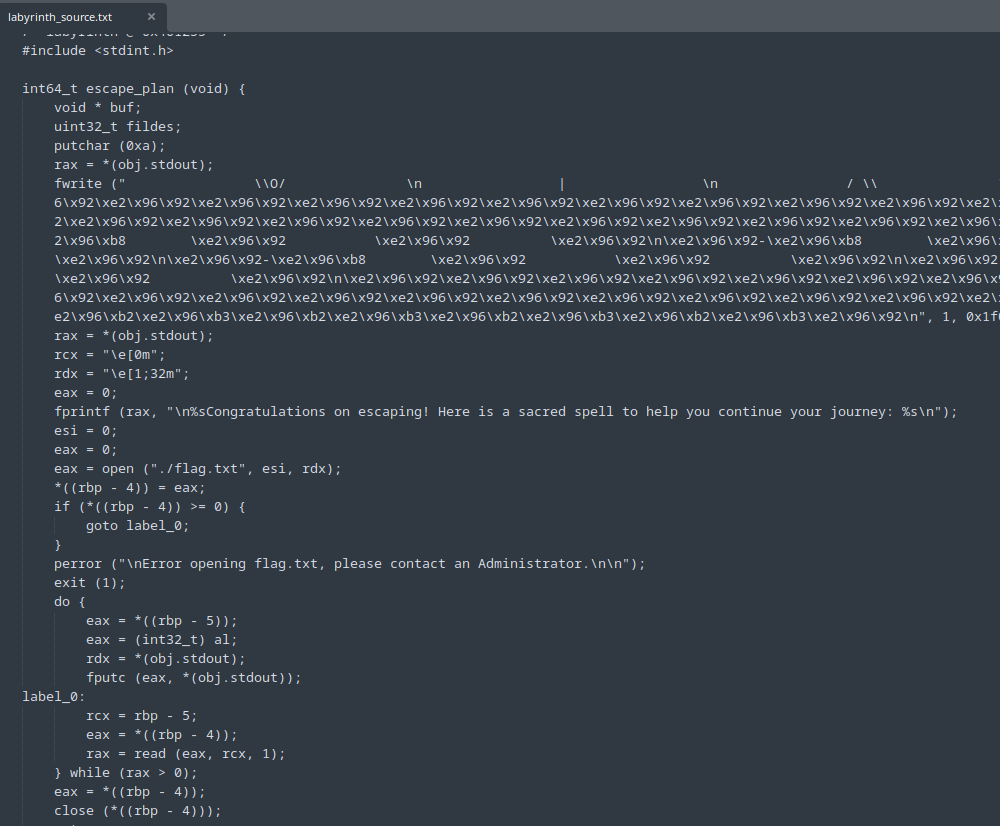 labyrinth_source.txt ×
#include <stdint.h>
int64_t escape_plan (void) {
void * buf;
uint32_t fildes;
putchar (0xa);
rax = *(obj.stdout);
fwrite (" \\O/ \n | \n / \\
6\x92\xe2\x96\x92\xe2\x96\x92\xe2\x96\x92\xe2\x96\x92\xe2\x96\x92\xe2\x96\x92\xe2\x96\x92\xe2\x96\x92\xe2\x96\x92\xe2\
2\x96\x92\xe2\x96\x92\xe2\x96\x92\xe2\x96\x92\xe2\x96\x92\xe2\x96\x92\xe2\x96\x92\xe2\x96\x92\xe2\x96\x92\xe2\x96\
2\x96\xb8 \xe2\x96\x92 \xe2\x96\x92 \xe2\x96\x92\n\xe2\x96\x92-\xe2\x96\xb8 \xe2\x96\
\xe2\x96\x92\n\xe2\x96\x92-\xe2\x96\xb8 \xe2\x96\x92 \xe2\x96\x92 \xe2\x96\x92\n\xe2\x96\x92
\xe2\x96\x92 \xe2\x96\x92\n\xe2\x96\x92\xe2\x96\x92\xe2\x96\x92\xe2\x96\x92\xe2\x96\x92\xe2\x96\x92\xe2\x96\x92\
6\x92\xe2\x96\x92\xe2\x96\x92\xe2\x96\x92\xe2\x96\x92\xe2\x96\x92\xe2\x96\x92\xe2\x96\x92\xe2\x96\x92\xe2\x96\x92\xe2\
e2\x96\xb2\xe2\x96\xb3\xe2\x96\xb2\xe2\x96\xb3\xe2\x96\xb2\xe2\x96\xb3\xe2\x96\xb2\xe2\x96\xb3\xe2\x96\x92\n", 1, 0x1f
rax = *(obj.stdout);
rcx = "\e[0m";
rdx = "\e[1;32m";
eax = 0;
fprintf (rax, "\n%sCongratulations on escaping! Here is a sacred spell to help you continue your journey: %s\n");
esi = 0;
eax = 0;
eax = open ("./flag.txt", esi, rdx);
*((rbp - 4)) = eax;
if (*((rbp - 4)) >= 0) {
goto label_0;
}
perror ("\nError opening flag.txt, please contact an Administrator.\n\n");
exit (1);
do {
eax = *((rbp - 5));
eax = (int32_t) al;
rdx = *(obj.stdout);
fputc (eax, *(obj.stdout));
label_0:
rcx = rbp - 5;
eax = *((rbp - 4));
rax = read (eax, rcx, 1);
} while (rax > 0);
eax = *((rbp - 4));
close (*((rbp - 4)));